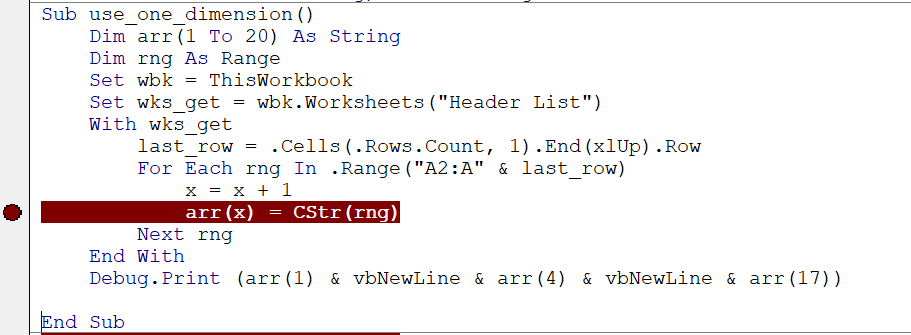 Sub use_one_dimension()
    Dim arr(1 To 20) As String
    Dim rng As Range
    Set wbk = ThisWorkbook
    Set wks_get = wbk.Worksheets("Header List")
    With wks_get
        last_row = .Cells(.Rows.Count, 1).End(xlUp).Row
        For Each rng In .Range("A2:A" & last_row)
            x = x + 1
            arr(x) = CStr(rng)
        Next rng
    End With
    Debug.Print (arr(1) & vbNewLine & arr(4) & vbNewLine & arr(17))
End Sub